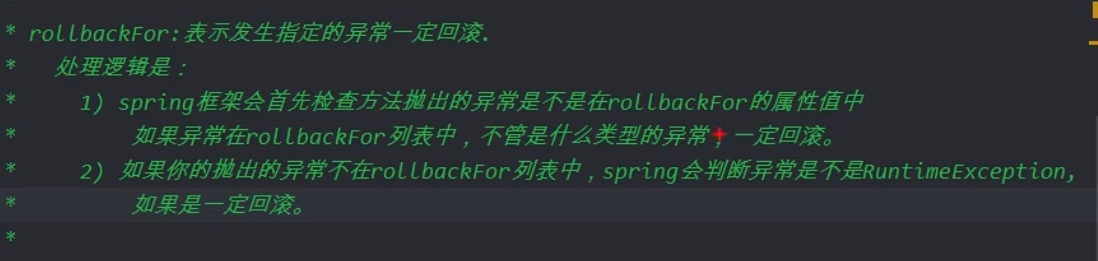 * rollbackFor:表示发生指定的异常一定回滚.
* 处理逻辑是：
* 1) spring框架会首先检查方法抛出的异常是不是在rollbackFor的属性值中
* 如果异常在rollbackFor列表中，不管是什么类型的异常，一定回滚。
* 2) 如果你的抛出的异常不在rollbackFor列表中，spring会判断异常是不是RuntimeException,
* 如果是一定回滚。
*